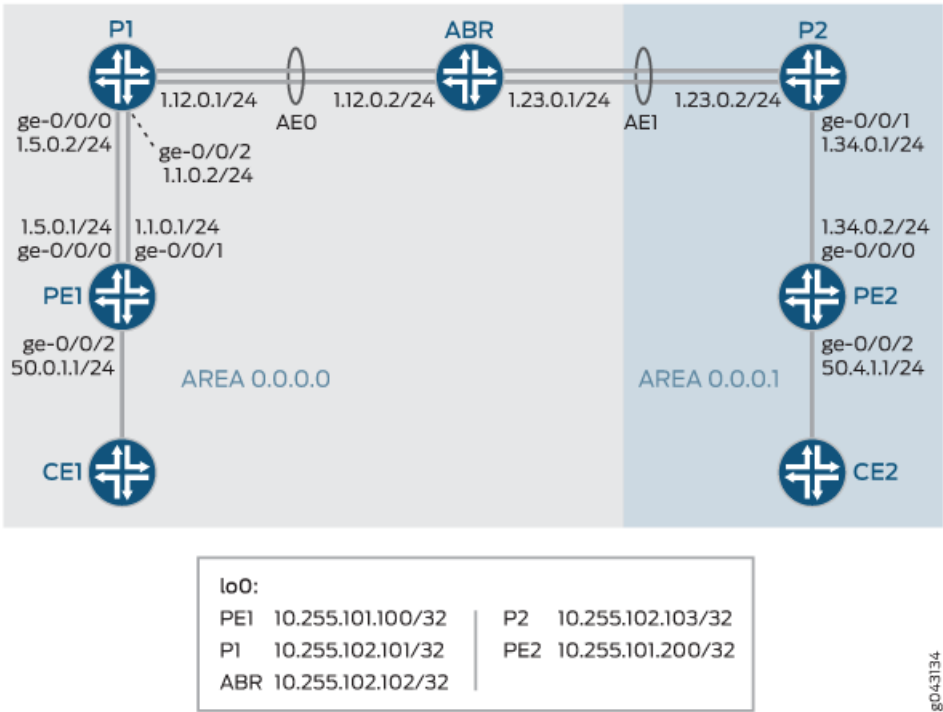 P1
ABR
P2
1.12.0.1/24
1.12.0.2/24
1.23.0.1/24
1.23.0.2/24
AE0
AE1
ge-0/0/0
1.5.0.2/24
ge-0/0/2
1.1.0.2/24
ge-0/0/1
1.34.0.1/24
1.5.0.1/24
ge-0/0/0
1.1.0.1/24
ge-0/0/1
1.34.0.2/24
ge-0/0/0
PE1
PE2
ge-0/0/2
50.0.1.1/24
ge-0/0/2
50.4.1.1/24
AREA 0.0.0.0
AREA 0.0.0.1
CE1
CE2
lo0:
PE1 10.255.101.100/32
P2 10.255.102.103/32
P1 10.255.102.101/32
PE2 10.255.101.200/32
ABR 10.255.102.102/32
g043134